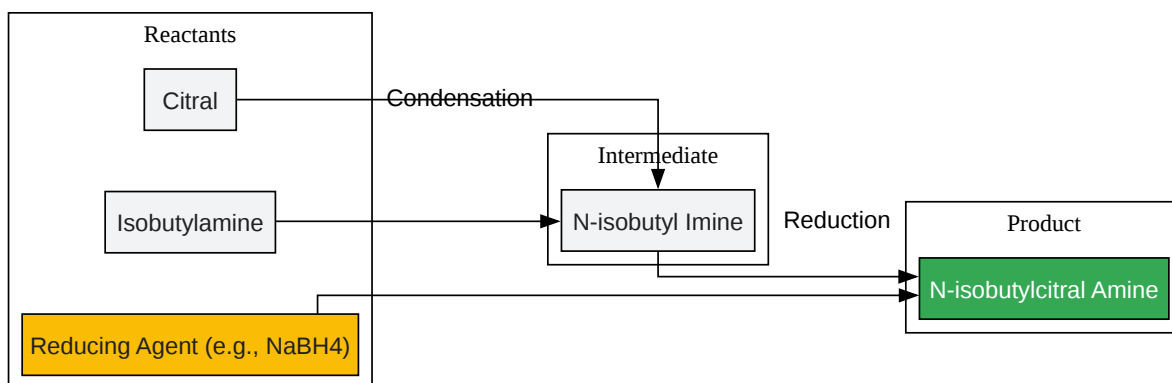 Reactants
Citral
Condensation
Isobutylamine
Intermediate
N-isobutyl Imine
Reduction
Product
N-isobutylcitral Amine
Reducing Agent (e.g., NaBH4)